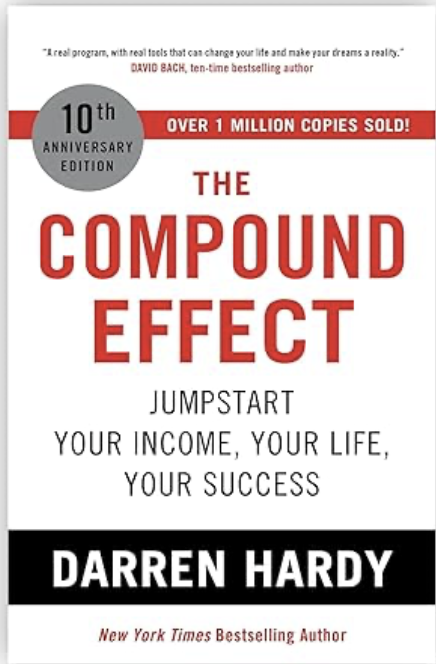 "A real program, with real tools that can change your life and make your dreams a reality."
DAVID BACH, ten-time bestselling author
10th
ANNIVERSARY
EDITION
OVER 1 MILLION COPIES SOLD!
THE
COMPOUND
EFFECT
JUMPSTART
YOUR INCOME, YOUR LIFE,
YOUR SUCCESS
DARREN HARDY
New York Times Bestselling Author